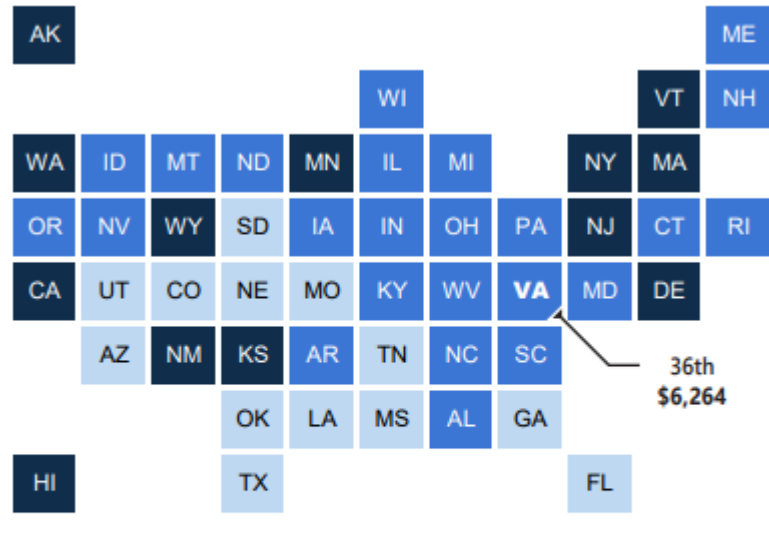 AK ME
WI VT NH
WA ID MT ND MN IL MI NY MA
OR NV WY SD IA IN OH PA NJ CT RI
CA UT CO NE MO KY WV VA MD DE
AZ NM KS AR TN NC SC
36th
$6,264
OK LA MS AL GA
HI TX FL